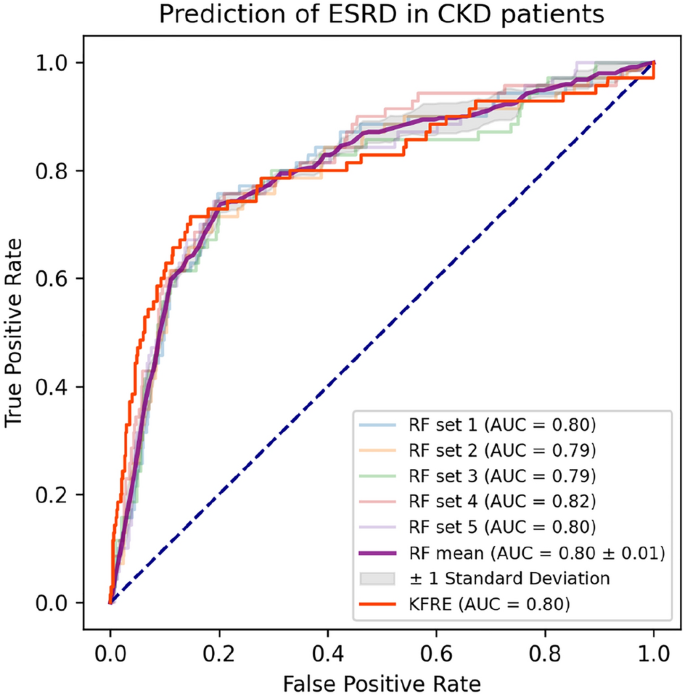 Prediction of ESRD in CKD patients
True Positive Rate
1.0
0.8
0.6
0.4
0.2
0.0
RF set 1 (AUC = 0.80)
RF set 2 (AUC = 0.79)
RF set 3 (AUC = 0.79)
RF set 4 (AUC = 0.82)
RF set 5 (AUC = 0.80)
RF mean (AUC = 0.80 ± 0.01)
± 1 Standard Deviation
KFRE (AUC = 0.80)
0.0 0.2 0.4 0.6 0.8 1.0
False Positive Rate